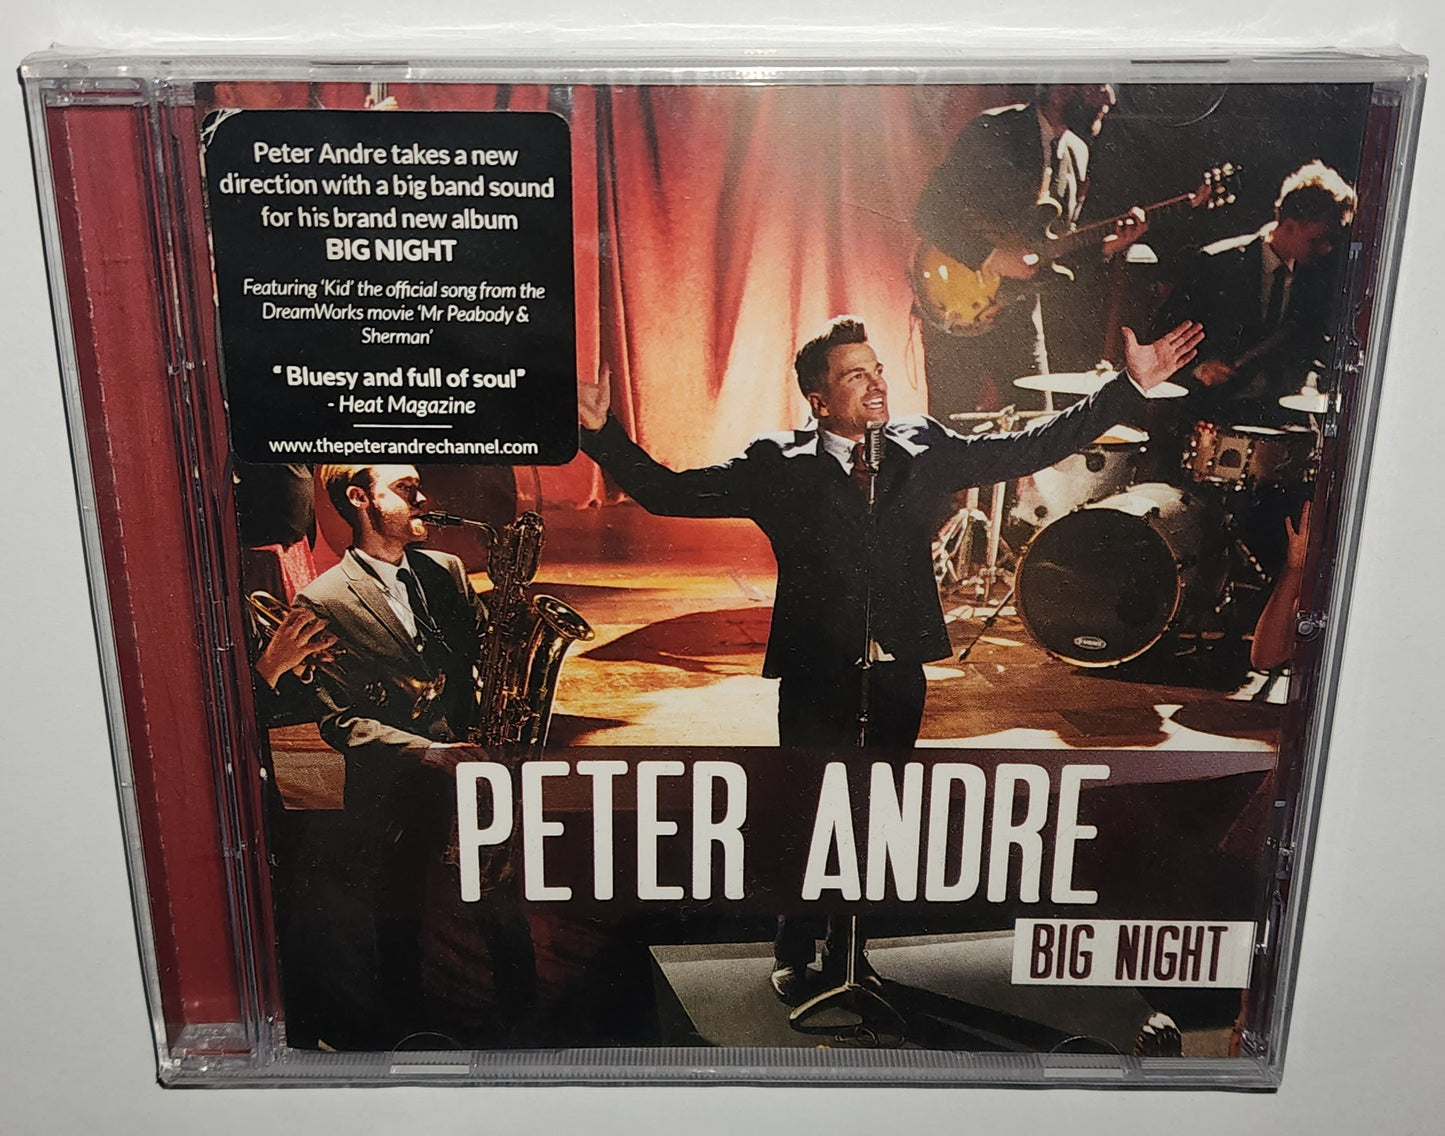 Peter Andre takes a new
direction with a big band sound
for his brand new album
BIG NIGHT
Featuring 'Kid' the official song from the
DreamWorks movie 'Mr Peabody &
Sherman'
“ Bluesy and full of soul”
- Heat Magazine
www.thepeterandrechannel.com
PETER ANDRE
BIG NIGHT